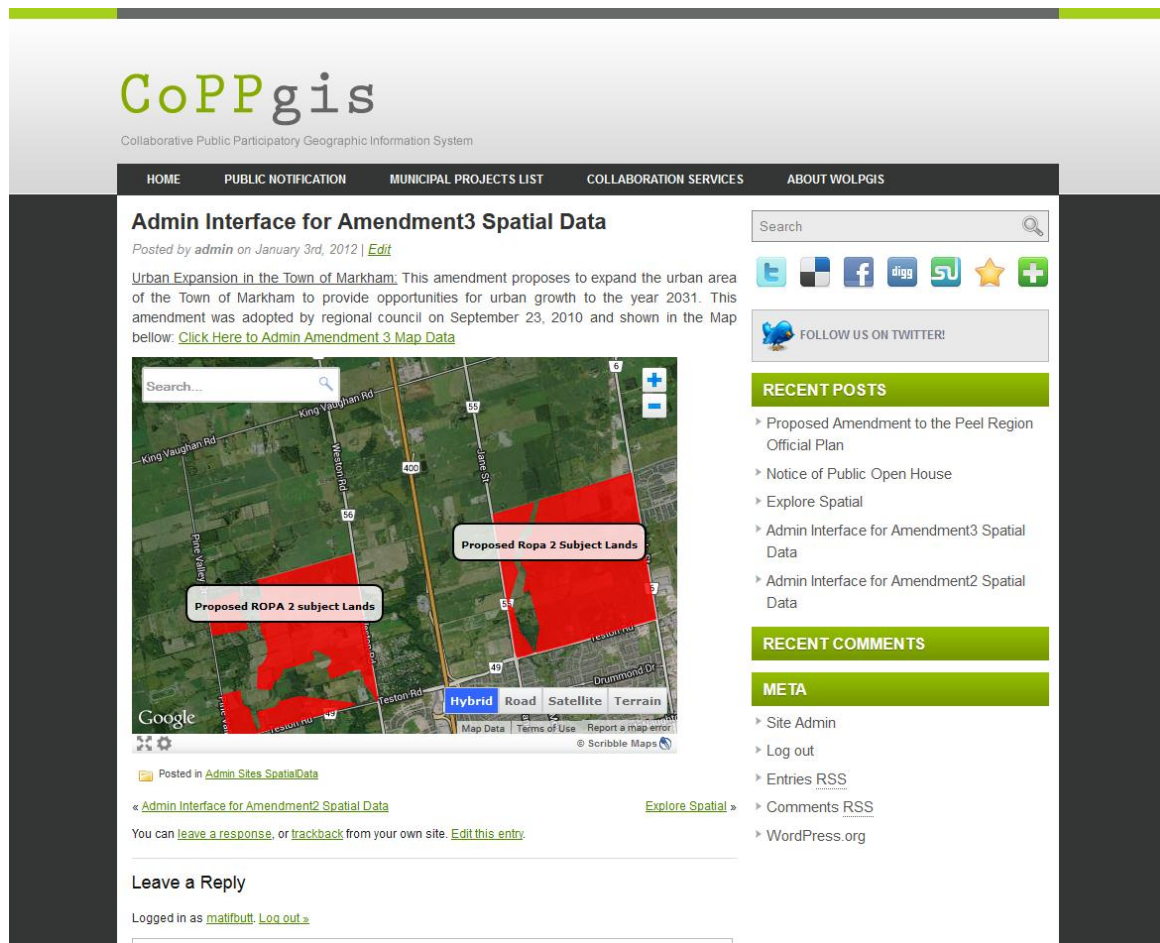 CoPPgis
Collaborative Public Participatory Geographic Information System
HOME PUBLIC NOTIFICATION MUNICIPAL PROJECTS LIST COLLABORATION SERVICES ABOUT WOLPGIS
Admin Interface for Amendment3 Spatial Data
Posted by admin on January 3rd, 2012 | Edit
Urban Expansion in the Town of Markham: This amendment proposes to expand the urban area
of the Town of Markham to provide opportunities for urban growth to the year 2031. This
amendment was adopted by regional council on September 23, 2010 and shown in the Map
bellow: Click Here to Admin Amendment 3 Map Data
Search...
King Vaughan Rd
King Vaughan Rd
Weston Rd
Jane St
Pine Valley
6
55
400
56
Proposed Ropa 2 Subject Lands
Proposed ROPA 2 subject Lands
55
Teston Rd
49
Drummond Dr
Teston Rd
49
Teston Rd
Hybrid Road Satellite Terrain
Google
Map Data Terms of Use Report a map error
© Scribble Maps
Posted in Admin Sites SpatialData
« Admin Interface for Amendment2 Spatial Data
Explore Spatial »
You can leave a response, or trackback from your own site. Edit this entry.
Leave a Reply
Logged in as matifbutt. Log out »
Search
digg
FOLLOW US ON TWITTER!
RECENT POSTS
Proposed Amendment to the Peel Region
Official Plan
Notice of Public Open House
Explore Spatial
Admin Interface for Amendment3 Spatial
Data
Admin Interface for Amendment2 Spatial
Data
RECENT COMMENTS
META
Site Admin
Log out
Entries RSS
Comments RSS
WordPress.org